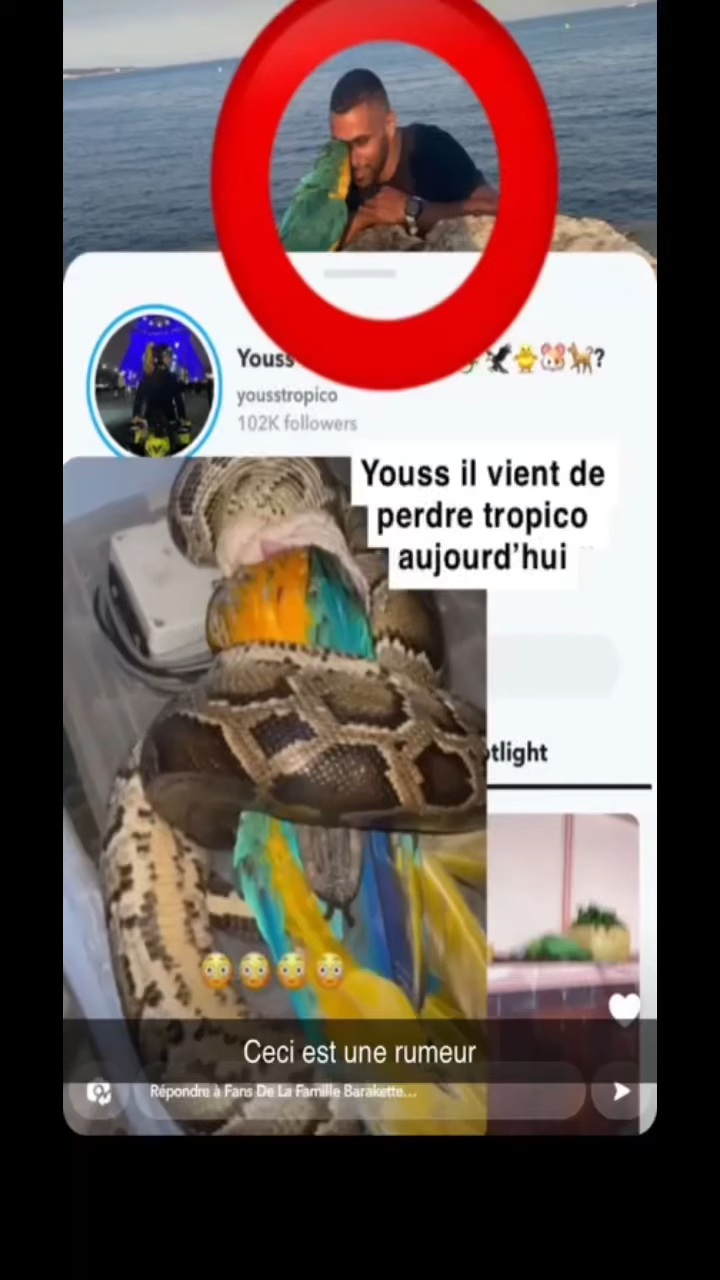 Youss 🐥🐹🐕?
yousstropico
102K followers
Youss il vient de
perdre tropico
aujourd’hui
tlight
😳😳😳😳
Ceci est une rumeur
Répondre à Fans De La Famille Barakette...